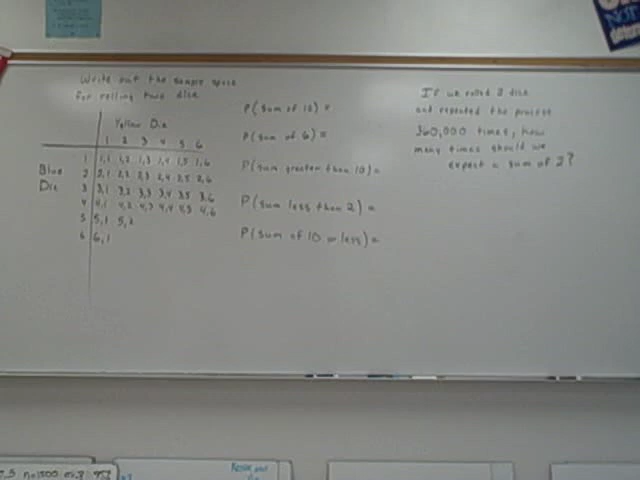 Write out the sample space
for rolling two dice
Yellow Die
1 2 3 4 5 6
Blue
Die
1 1,1 1,2 1,3 1,4 1,5 1,6
2 2,1 2,2 2,3 2,4 2,5 2,6
3 3,1 3,2 3,3 3,4 3,5 3,6
4 4,1 4,2 4,3 4,4 4,5 4,6
5 5,1 5,2
6 6,1
P(sum of 12) =
P(sum of 6) =
P(sum greater than 10) =
P(sum less than 2) =
P(sum of 10 or less) =
If we rolled 2 dice
and repeated the process
360,000 times, how
many times should we
expect a sum of 2?
NOT